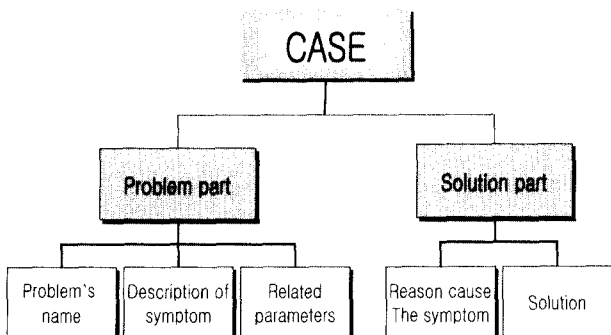 CASE
Problem part
Solution part
Problem's
name
Description of
symptom
Related
parameters
Reason cause
The symptom
Solution